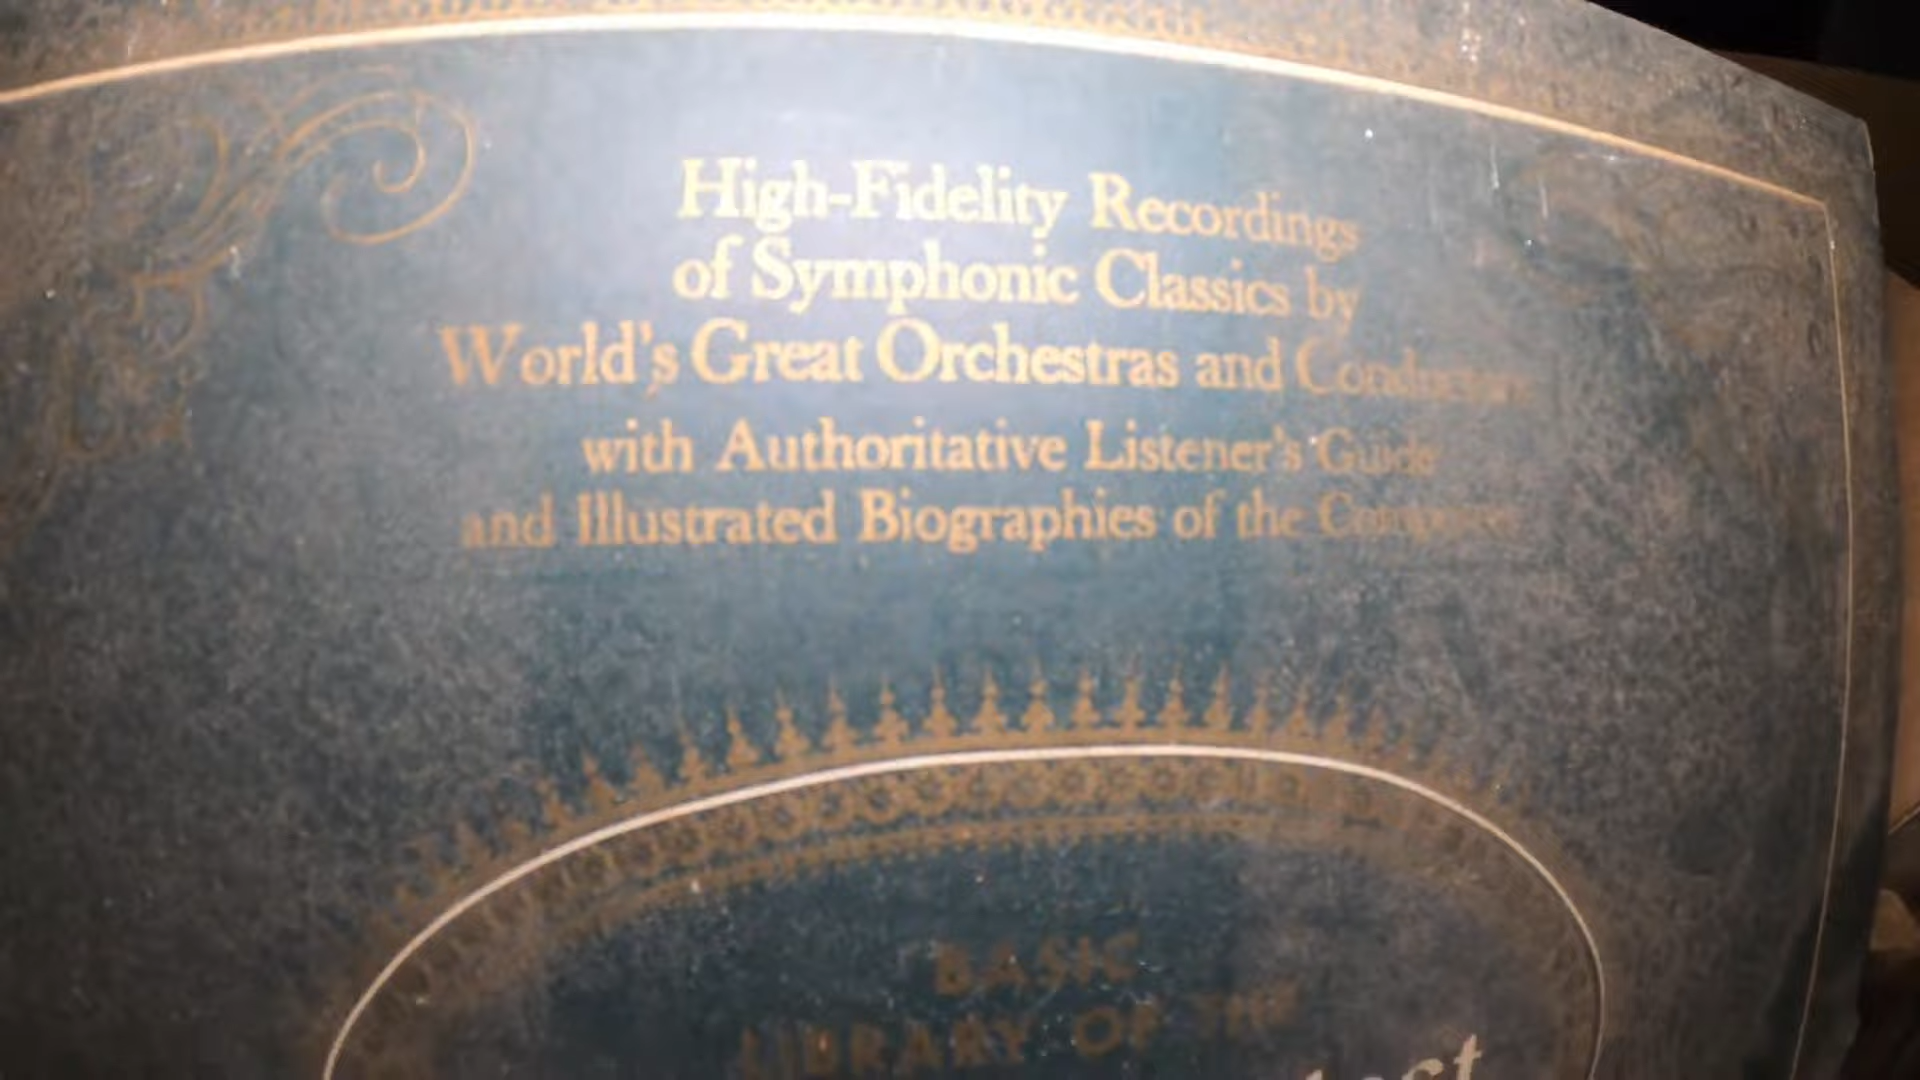 High-Fidelity Recordings
of Symphonic Classics by
World's Great Orchestras and Conductors
with Authoritative Listener's Guide
and Illustrated Biographies of the
BASIC
LIBRARY OF THE